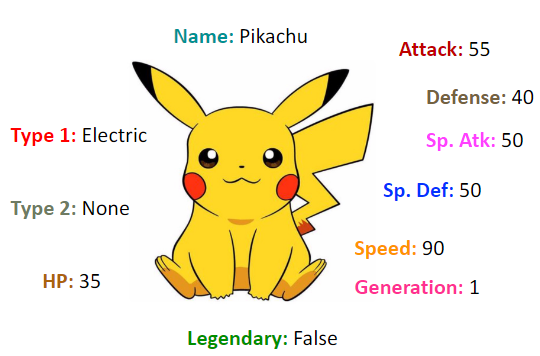 Name: Pikachu
Attack: 55
Defense: 40
Type 1: Electric
Sp. Atk: 50
Sp. Def: 50
Type 2: None
Speed: 90
HP: 35
Generation: 1
Legendary: False